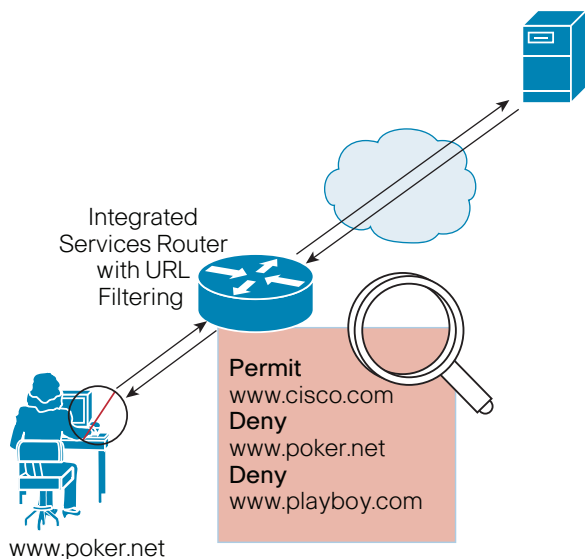 Integrated
Services Router
with URL
Filtering
Permit
www.cisco.com
Deny
www.poker.net
Deny
www.playboy.com
www.poker.net